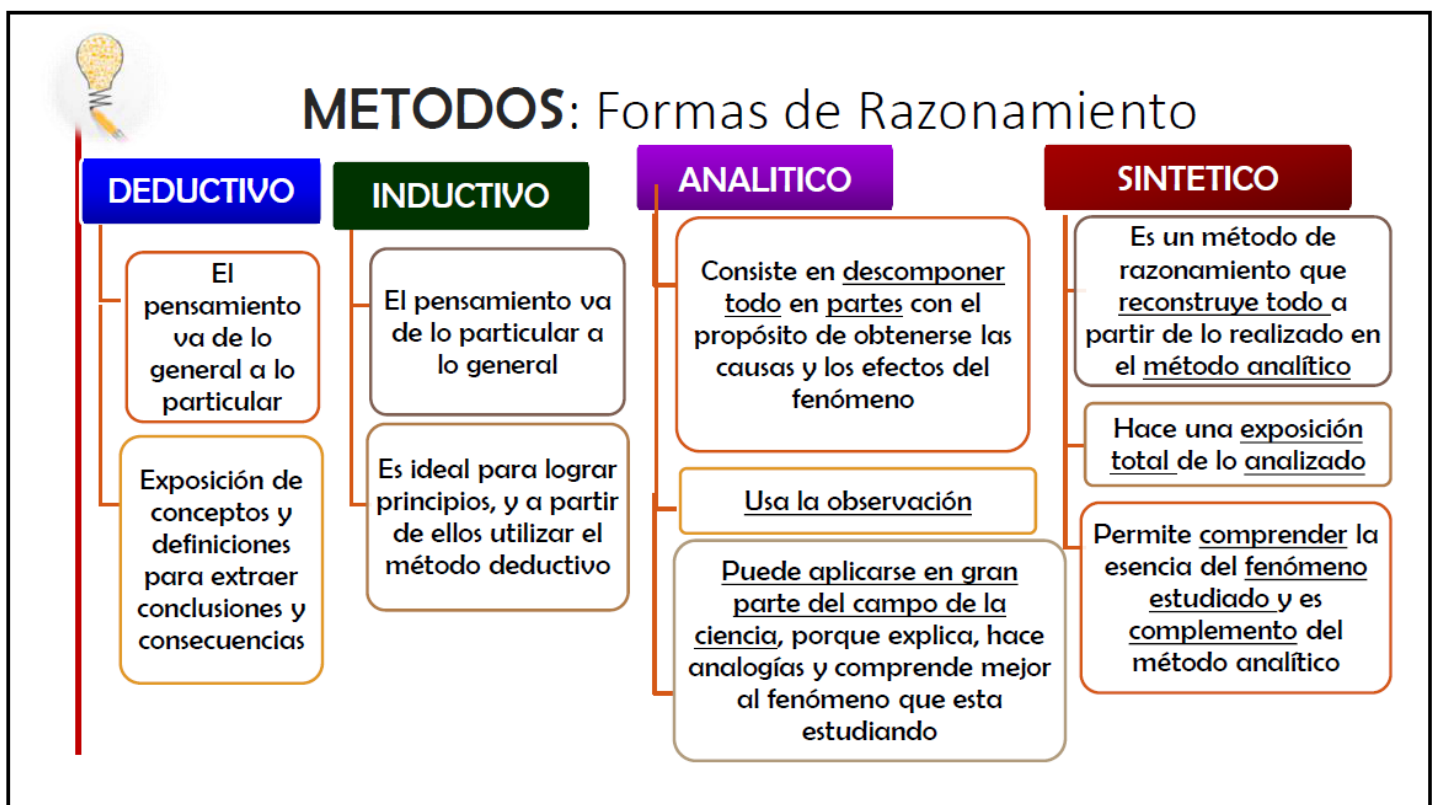 METODOS: Formas de Razonamiento
DEDUCTIVO
El
pensamiento
va de lo
general a lo
particular
Exposición de
conceptos y
definiciones
para extraer
conclusiones y
consecuencias
INDUCTIVO
El pensamiento va
de lo particular a
lo general
Es ideal para lograr
principios, y a partir
de ellos utilizar el
método deductivo
ANALITICO
Consiste en descomponer
todo en partes con el
propósito de obtenerse las
causas y los efectos del
fenómeno
Usa la observación
Puede aplicarse en gran
parte del campo de la
ciencia, porque explica, hace
analogías y comprende mejor
al fenómeno que esta
estudiando
SINTETICO
Es un método de
razonamiento que
reconstruye todo a
partir de lo realizado en
el método analítico
Hace una exposición
total de lo analizado
Permite comprender la
esencia del fenómeno
estudiado y es
complemento del
método analítico